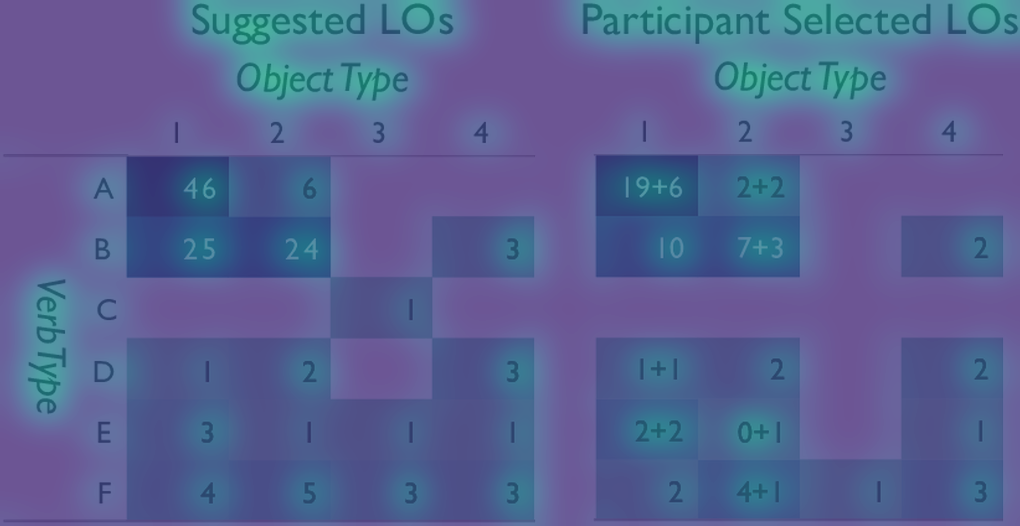 Suggested LOs Participant Selected LOs
Object Type Object Type
1 2 3 4 1 2 3 4
A 46 6 19+6 2+2
B 25 24 3 10 7+3 2
C 1
D 1 2 3 1+1 2 2
E 3 1 1 1 2+2 0+1 1
F 4 5 3 3 2 4+1 1 3
Verb Type